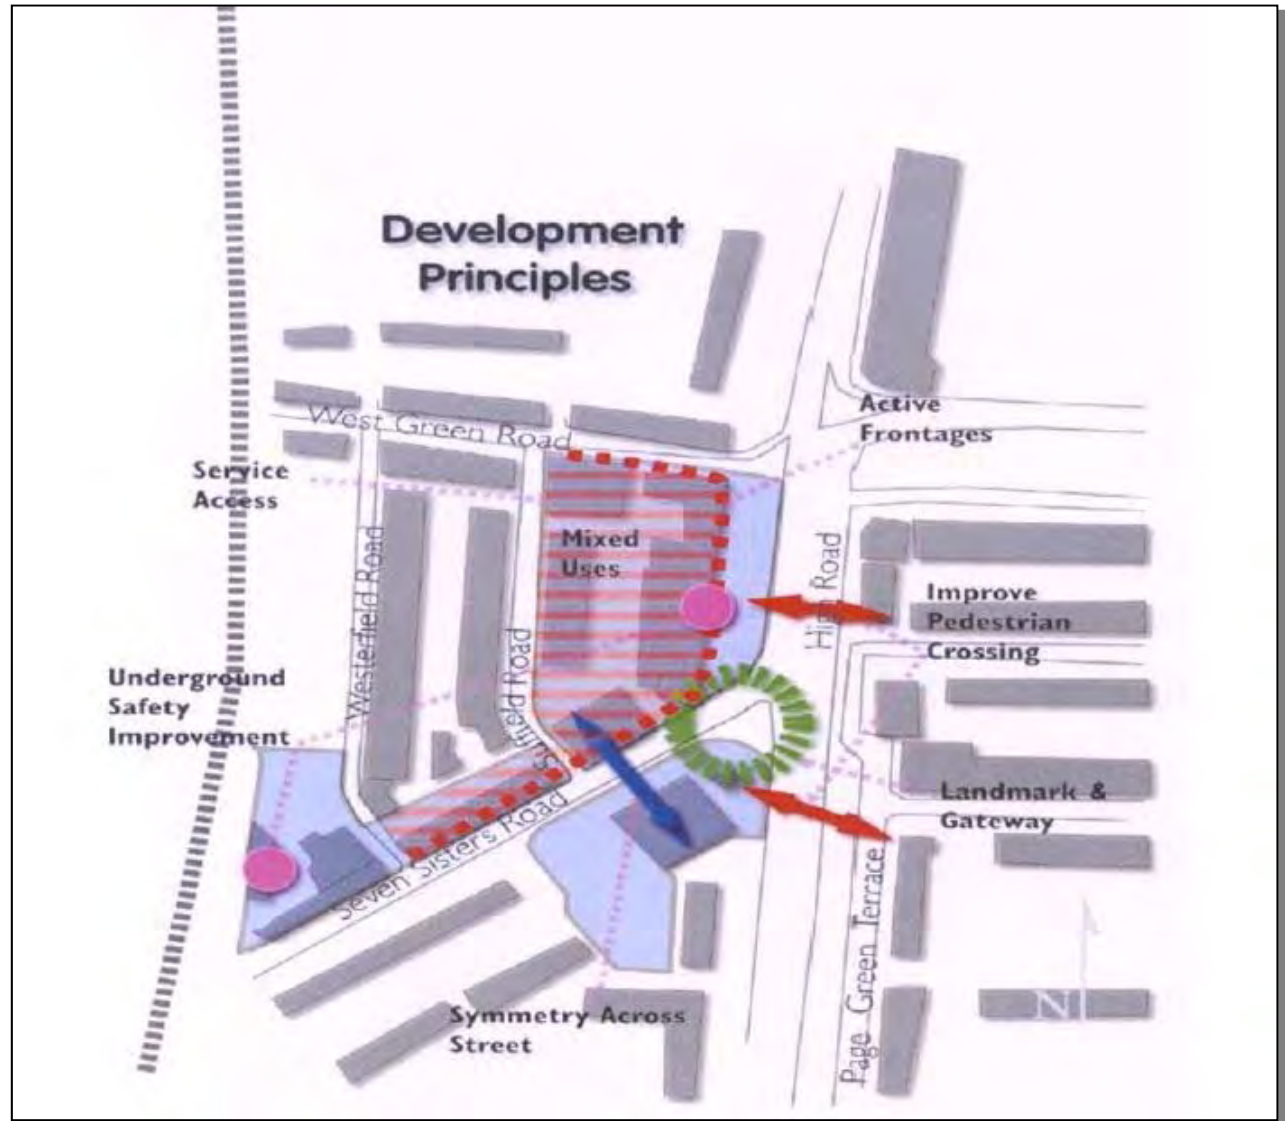 Development
Principles
Active
Frontages
West Green Road
Service
Access
Mixed
Uses
Westerfield Road
Suffield Road
High Road
Improve
Pedestrian
Crossing
Underground
Safety
Improvement
Landmark &
Gateway
Seven Sisters Road
Page Green Terrace
Symmetry Across
Street
N